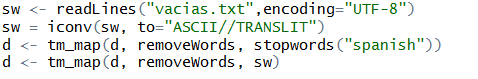 sw <- readLines("vacias.txt",encoding="UTF-8")
sw = iconv(sw, to="ASCII//TRANSLIT")
d <- tm_map(d, removeWords, stopwords("spanish"))
d <- tm_map(d, removeWords, sw)